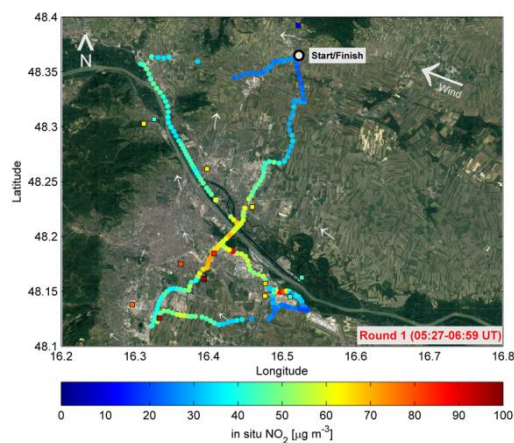 48.4
N
Start/Finish
48.35
Wind
48.3
Latitude
48.25
48.2
48.15
Round 1 (05:27-06:59 UT)
48.1
16.2 16.3 16.4 16.5 16.6 16.7 16.8
Longitude
0 10 20 30 40 50 60 70 80 90 100
in situ NO2 [µg m-3]